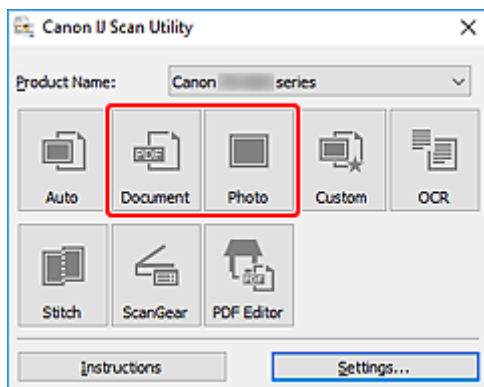 Canon IJ Scan Utility
Product Name: Canon series
Auto Document Photo Custom OCR
Stitch ScanGear PDF Editor
Instructions Settings...